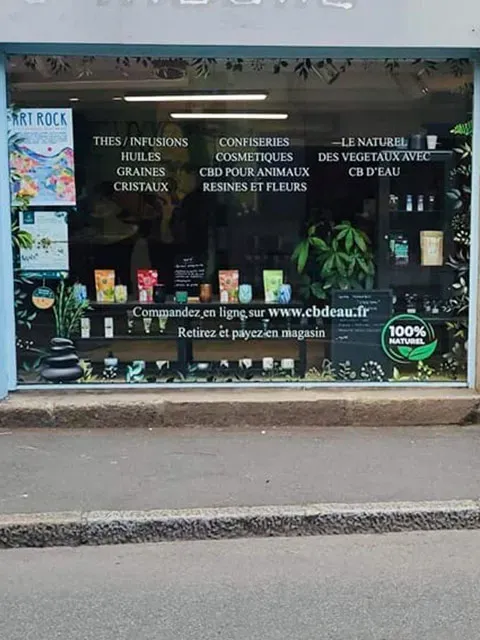 ART ROCK
THES / INFUSIONS
HUILES
GRAINES
CRISTAUX
CONFISERIES
COSMETIQUES
CBD POUR ANIMAUX
RESINES ET FLEURS
LE NATUREL
DES VEGETAUX AVEC
CB D'EAU
Commandez en ligne sur www.cbdeau.fr
Retirez et payez en magasin
100%
NATUREL